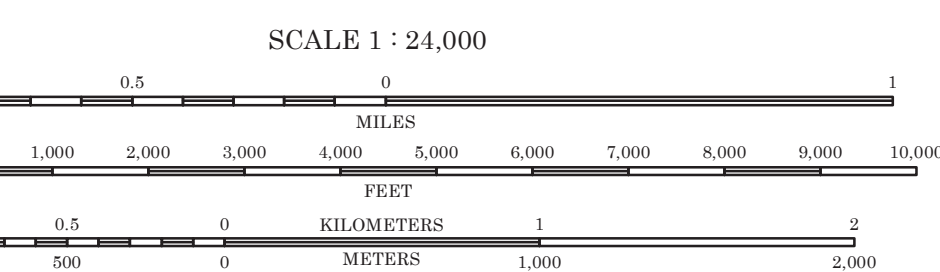 SCALE 1 : 24,000
0.5 0 1
MILES
1,000 2,000 3,000 4,000 5,000 6,000 7,000 8,000 9,000 10,000
FEET
0.5 0 KILOMETERS 1 2
500 0 METERS 1,000 2,000